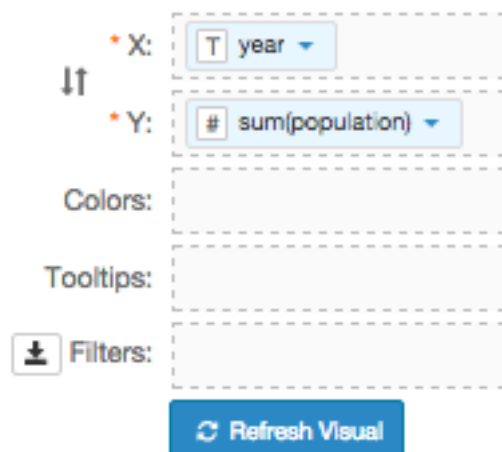 * X: T year
* Y: # sum(population)
Colors:
Tooltips:
Filters:
Refresh Visual